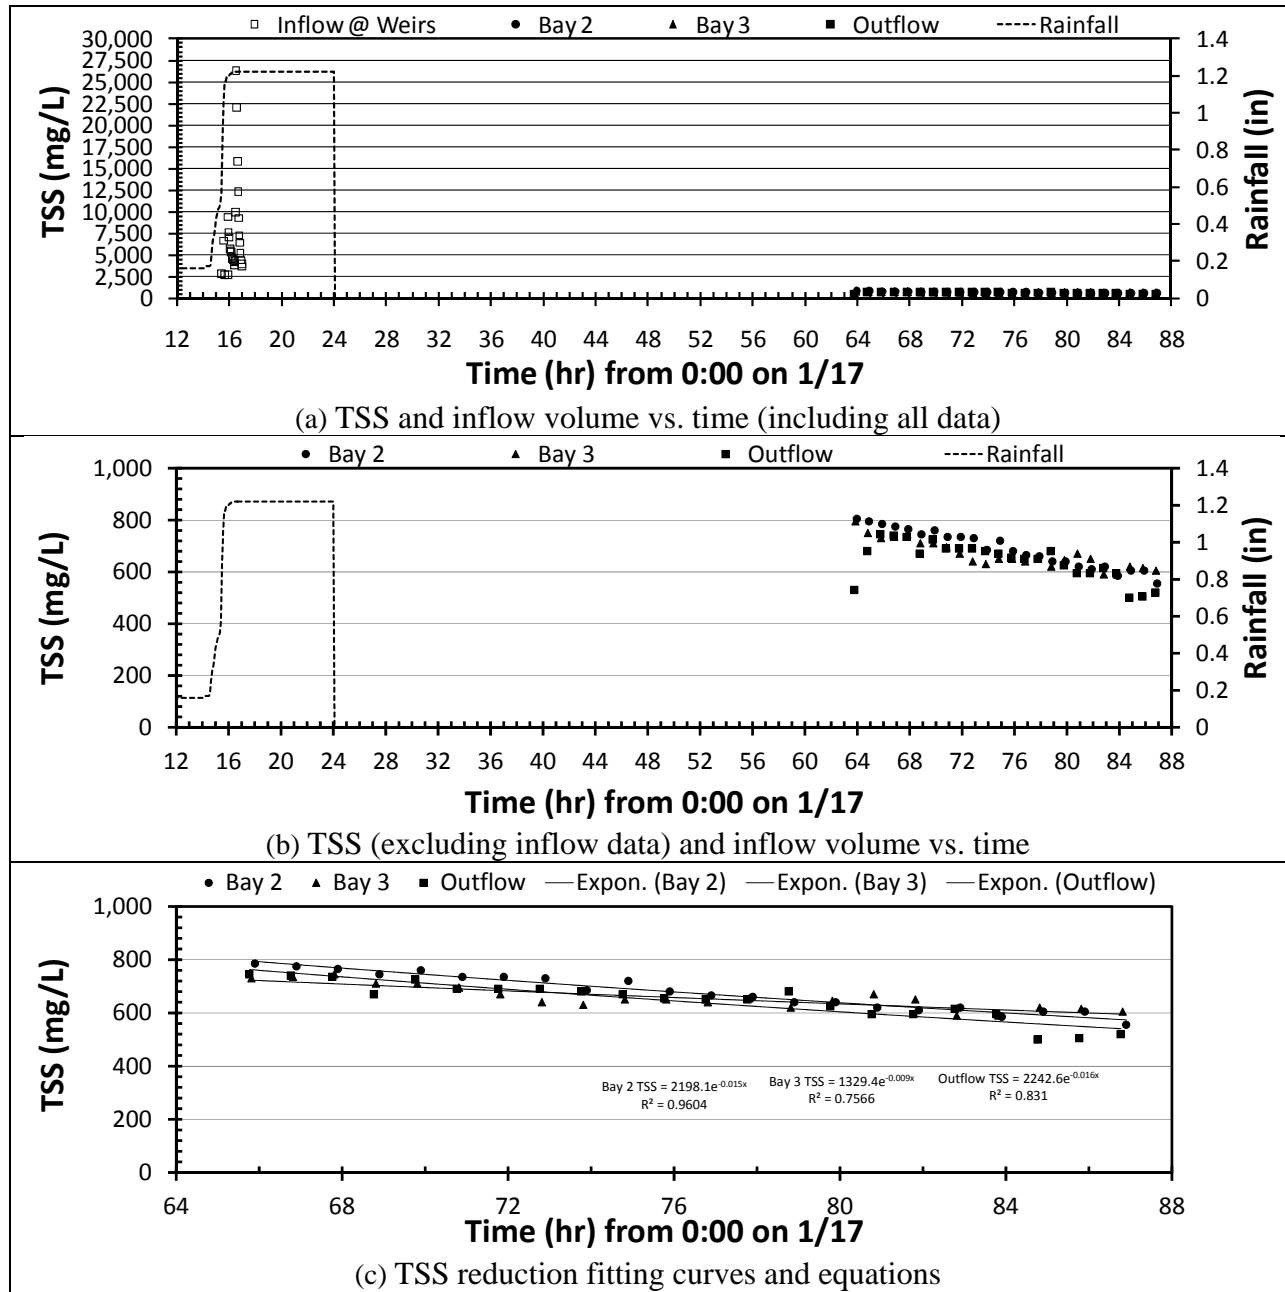 Inflow @ Weirs Bay 2 Bay 3 Outflow Rainfall
30,000
27,500
25,000
22,500
20,000
17,500
15,000
12,500
10,000
7,500
5,000
2,500
0
TSS (mg/L)
1.4
1.2
1
0.8
0.6
0.4
0.2
0
Rainfall (in)
12 16 20 24 28 32 36 40 44 48 52 56 60 64 68 72 76 80 84 88
Time (hr) from 0:00 on 1/17
(a) TSS and inflow volume vs. time (including all data)
Bay 2 Bay 3 Outflow Rainfall
1,000
800
600
400
200
0
TSS (mg/L)
1.4
1.2
1
0.8
0.6
0.4
0.2
0
Rainfall (in)
12 16 20 24 28 32 36 40 44 48 52 56 60 64 68 72 76 80 84 88
Time (hr) from 0:00 on 1/17
(b) TSS (excluding inflow data) and inflow volume vs. time
Bay 2 Bay 3 Outflow Expon. (Bay 2) Expon. (Bay 3) Expon. (Outflow)
1,000
800
600
400
200
0
TSS (mg/L)
Bay 2 TSS = 2198.1e^-0.015x
R² = 0.9604
Bay 3 TSS = 1329.4e^-0.009x
R² = 0.7566
Outflow TSS = 2242.6e^-0.016x
R² = 0.831
64 68 72 76 80 84 88
Time (hr) from 0:00 on 1/17
(c) TSS reduction fitting curves and equations